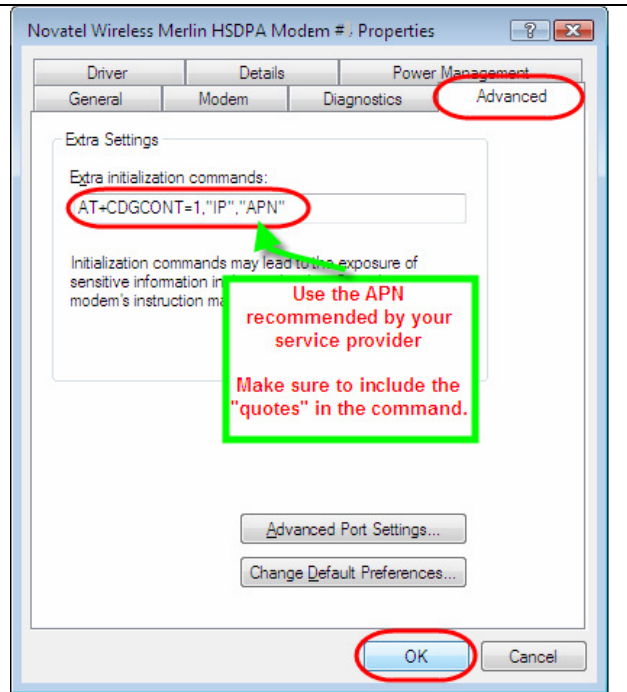 Novatel Wireless Merlin HSDPA Modem # Properties
Driver Details Power Management
General Modem Diagnostics Advanced
Extra Settings
Extra initialization commands:
AT+CDGCONT=1,"IP","APN"
Initialization commands may lead to the exposure of
sensitive information in
modem's instruction
Use the APN
recommended by your
service provider
Make sure to include the
"quotes" in the command.
Advanced Port Settings...
Change Default Preferences...
OK Cancel